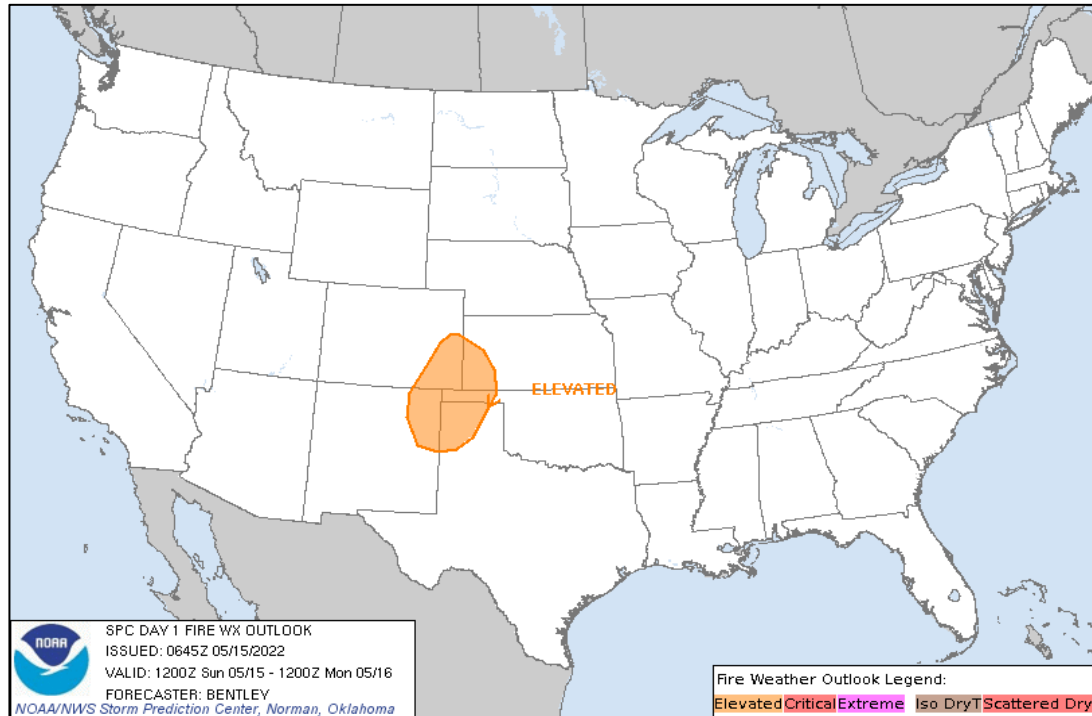 ELEVATED
NOAA
SPC DAY 1 FIRE WX OUTLOOK
ISSUED: 0645Z 05/15/2022
VALID: 1200Z Sun 05/15 - 1200Z Mon 05/16
FORECASTER: BENTLEY
NOAA/NWS Storm Prediction Center, Norman, Oklahoma
Fire Weather Outlook Legend:
Elevated Critical Extreme Iso DryT Scattered Dry